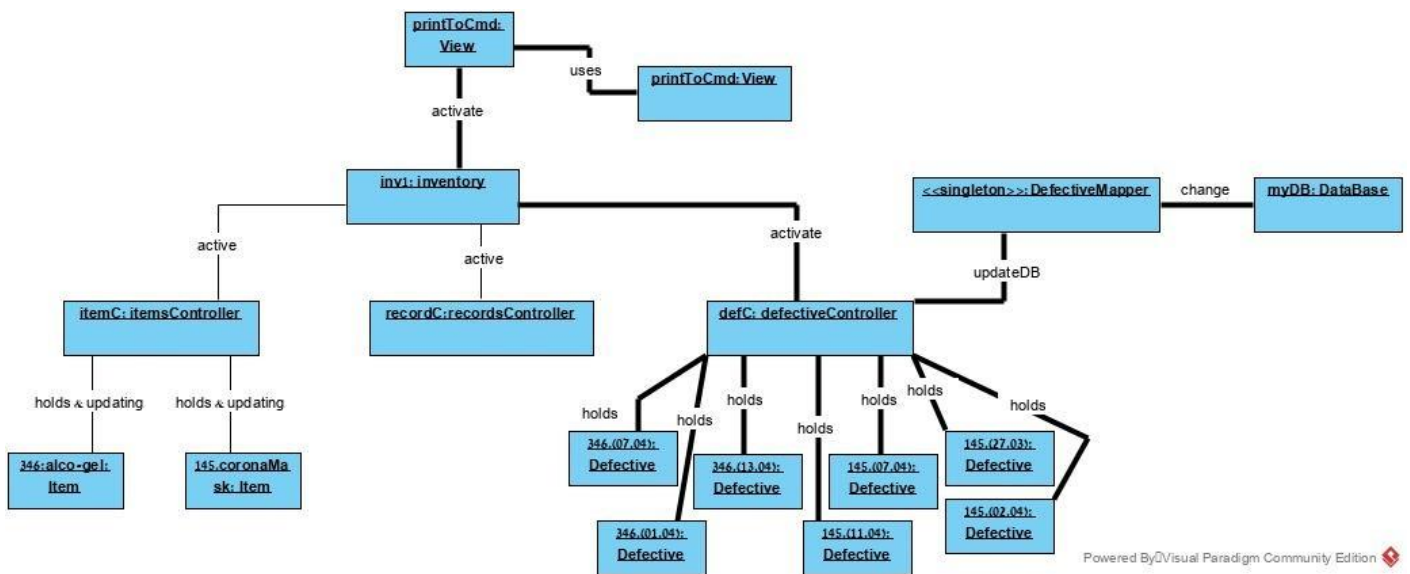 printToCmd:
View
uses
printToCmd: View
activate
inv1: inventory
<<singleton>>: DefectiveMapper
change
myDB: DataBase
active
active
activate
updateDB
itemC: itemsController
recordC:recordsController
defC: defectiveController
holds & updating
holds & updating
holds
holds
holds
holds
holds
holds
holds
346:alco-gel:
Item
145.coronaMa
sk: Item
346.(07.04):
Defective
346.(13.04):
Defective
145.(07.04):
Defective
145.(27.03):
Defective
346.(01.04):
Defective
145.(11.04):
Defective
145.(02.04):
Defective
Powered By Visual Paradigm Community Edition